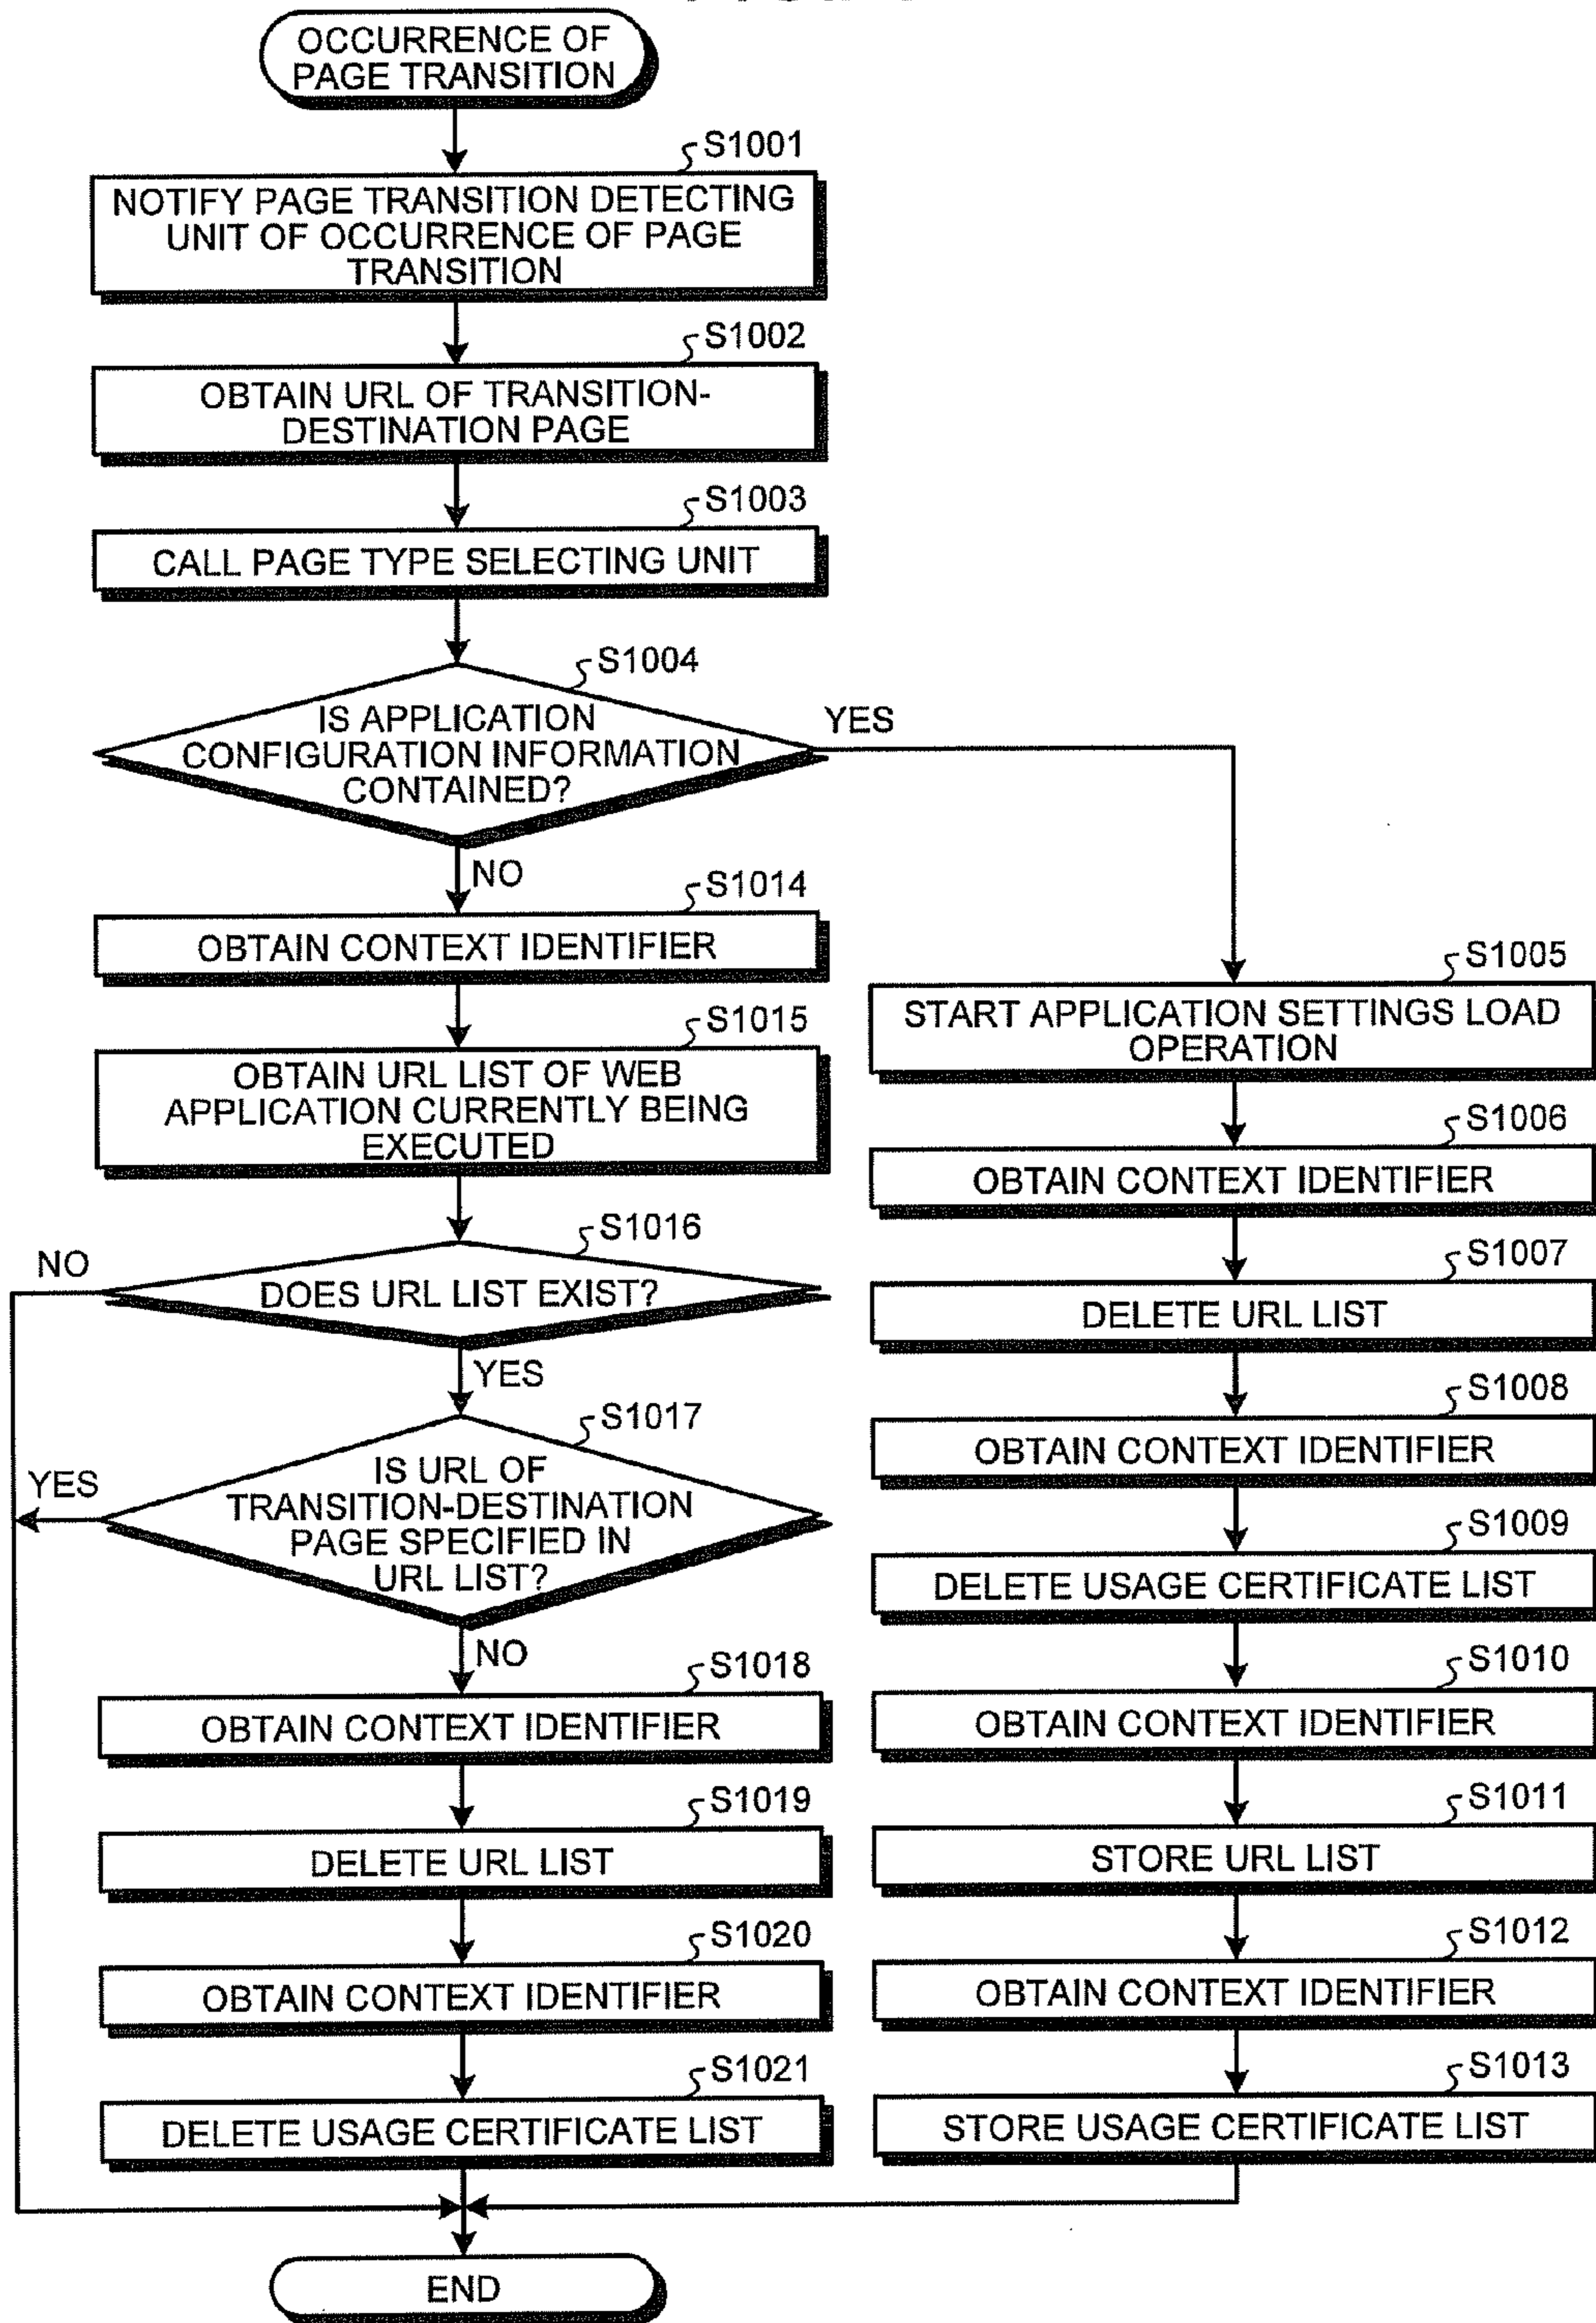 OCCURRENCE OF
PAGE TRANSITION
S1001
NOTIFY PAGE TRANSITION DETECTING
UNIT OF OCCURRENCE OF PAGE
TRANSITION
S1002
OBTAIN URL OF TRANSITION-
DESTINATION PAGE
S1003
CALL PAGE TYPE SELECTING UNIT
S1004
IS APPLICATION
CONFIGURATION INFORMATION
CONTAINED?
YES
NO
S1014
OBTAIN CONTEXT IDENTIFIER
S1015
OBTAIN URL LIST OF WEB
APPLICATION CURRENTLY BEING
EXECUTED
S1016
NO
DOES URL LIST EXIST?
YES
S1017
YES
IS URL OF
TRANSITION-DESTINATION
PAGE SPECIFIED IN
URL LIST?
NO
S1018
OBTAIN CONTEXT IDENTIFIER
S1019
DELETE URL LIST
S1020
OBTAIN CONTEXT IDENTIFIER
S1021
DELETE USAGE CERTIFICATE LIST
S1005
START APPLICATION SETTINGS LOAD
OPERATION
S1006
OBTAIN CONTEXT IDENTIFIER
S1007
DELETE URL LIST
S1008
OBTAIN CONTEXT IDENTIFIER
S1009
DELETE USAGE CERTIFICATE LIST
S1010
OBTAIN CONTEXT IDENTIFIER
S1011
STORE URL LIST
S1012
OBTAIN CONTEXT IDENTIFIER
S1013
STORE USAGE CERTIFICATE LIST
END